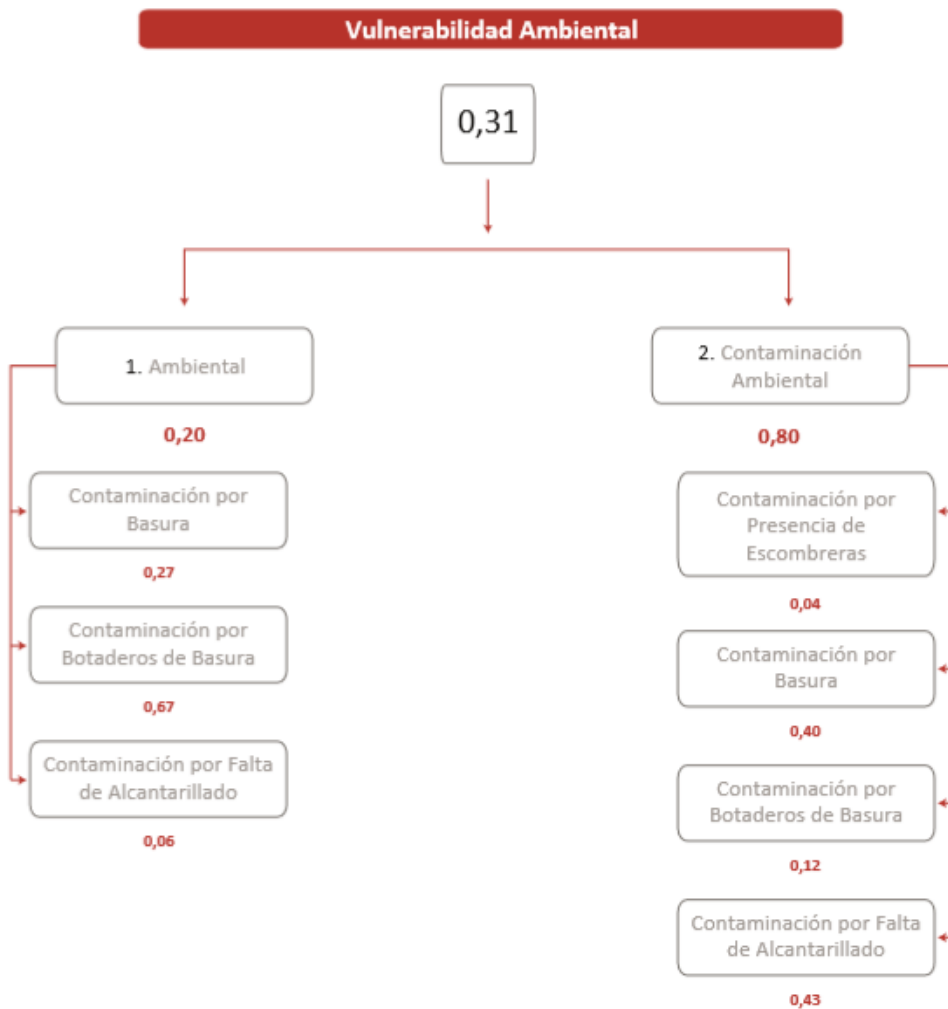 Vulnerabilidad Ambiental
0,31
1. Ambiental
0,20
Contaminación por
Basura
0,27
Contaminación por
Botaderos de Basura
0,67
Contaminación por Falta
de Alcantarillado
0,06
2. Contaminación
Ambiental
0,80
Contaminación por
Presencia de
Escombreras
0,04
Contaminación por
Basura
0,40
Contaminación por
Botaderos de Basura
0,12
Contaminación por Falta
de Alcantarillado
0,43